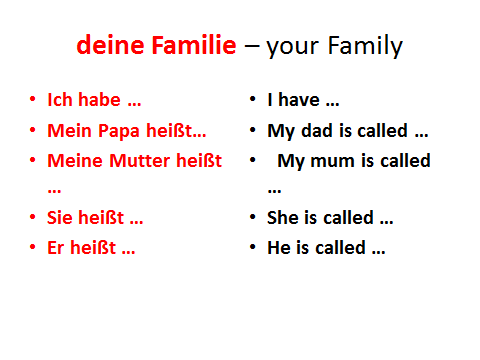 deine Familie – your Family
• Ich habe …
• Mein Papa heißt…
• Meine Mutter heißt
…
• Sie heißt …
• Er heißt …
• I have …
• My dad is called …
• My mum is called
…
• She is called …
• He is called …